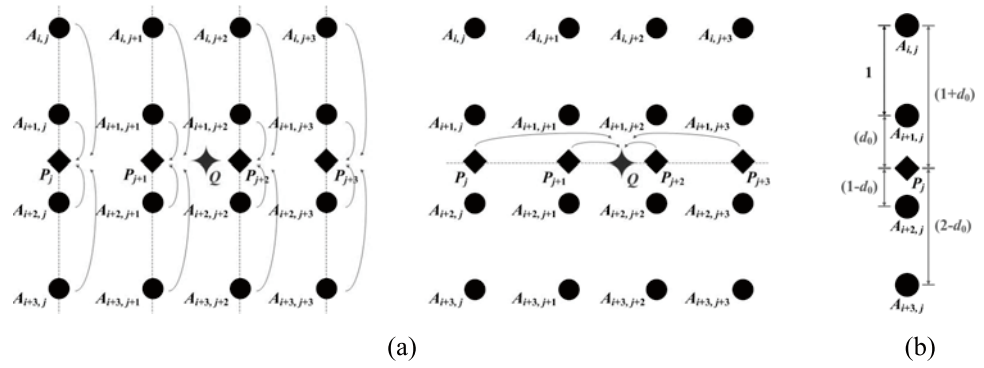 A_{i, j} A_{i, j+1} A_{i, j+2} A_{i, j+3}
A_{i+1, j} A_{i+1, j+1} A_{i+1, j+2} A_{i+1, j+3}
P_j P_{j+1} Q P_{j+2} P_{j+3}
A_{i+2, j} A_{i+2, j+1} A_{i+2, j+2} A_{i+2, j+3}
A_{i+3, j} A_{i+3, j+1} A_{i+3, j+2} A_{i+3, j+3}
A_{i, j} A_{i, j+1} A_{i, j+2} A_{i, j+3}
A_{i+1, j} A_{i+1, j+1} A_{i+1, j+2} A_{i+1, j+3}
P_j P_{j+1} Q P_{j+2} P_{j+3}
A_{i+2, j} A_{i+2, j+1} A_{i+2, j+2} A_{i+2, j+3}
A_{i+3, j} A_{i+3, j+1} A_{i+3, j+2} A_{i+3, j+3}
(a)
A_{i, j}
1
(1+d_0)
A_{i+1, j}
(d_0)
P_j
(1-d_0)
A_{i+2, j}
(2-d_0)
A_{i+3, j}
(b)